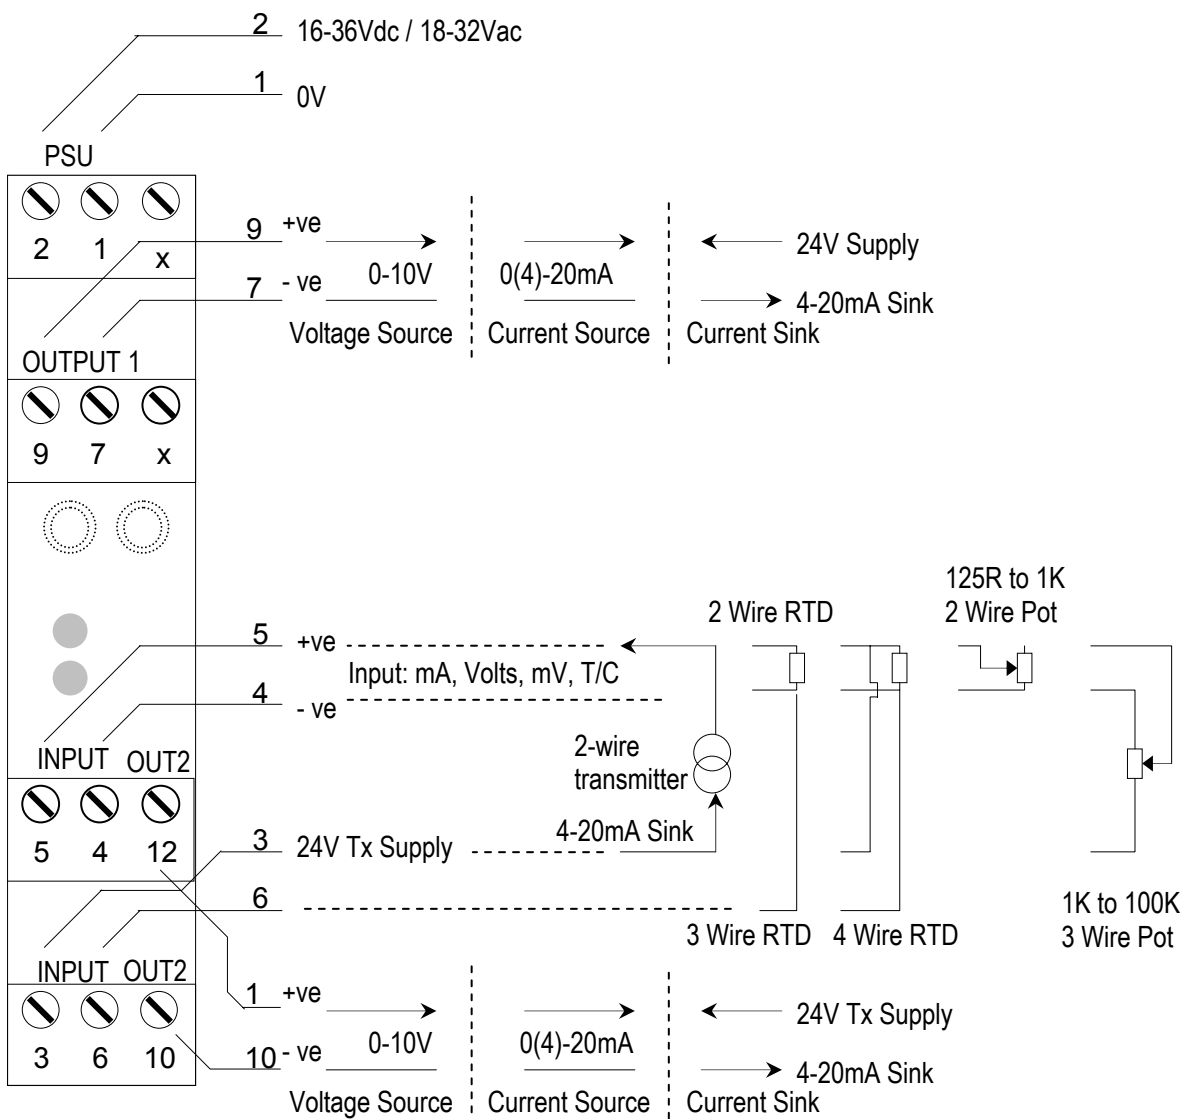 2 16-36Vdc / 18-32Vac
1 0V
PSU
2 1 x
9 +ve
7 - ve
0-10V 0(4)-20mA
24V Supply
4-20mA Sink
Voltage Source Current Source Current Sink
OUTPUT 1
9 7 x
125R to 1K
2 Wire Pot
2 Wire RTD
5 +ve
Input: mA, Volts, mV, T/C
4 - ve
2-wire
transmitter
INPUT OUT2
5 4 12
3 24V Tx Supply
4-20mA Sink
6
3 Wire RTD 4 Wire RTD
1K to 100K
3 Wire Pot
INPUT OUT2
3 6 10
1 +ve
10 - ve
0-10V 0(4)-20mA
24V Tx Supply
4-20mA Sink
Voltage Source Current Source Current Sink